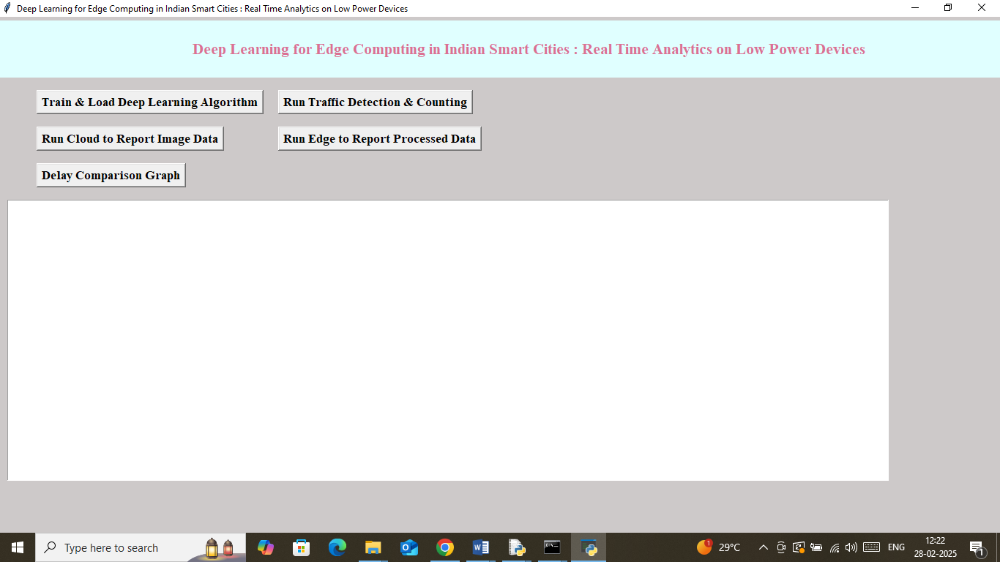 Deep Learning for Edge Computing in Indian Smart Cities : Real Time Analytics on Low Power Devices
Deep Learning for Edge Computing in Indian Smart Cities : Real Time Analytics on Low Power Devices
Train & Load Deep Learning Algorithm
Run Traffic Detection & Counting
Run Cloud to Report Image Data
Run Edge to Report Processed Data
Delay Comparison Graph
Type here to search
1
29°C
ENG
12:22
28-02-2025
1